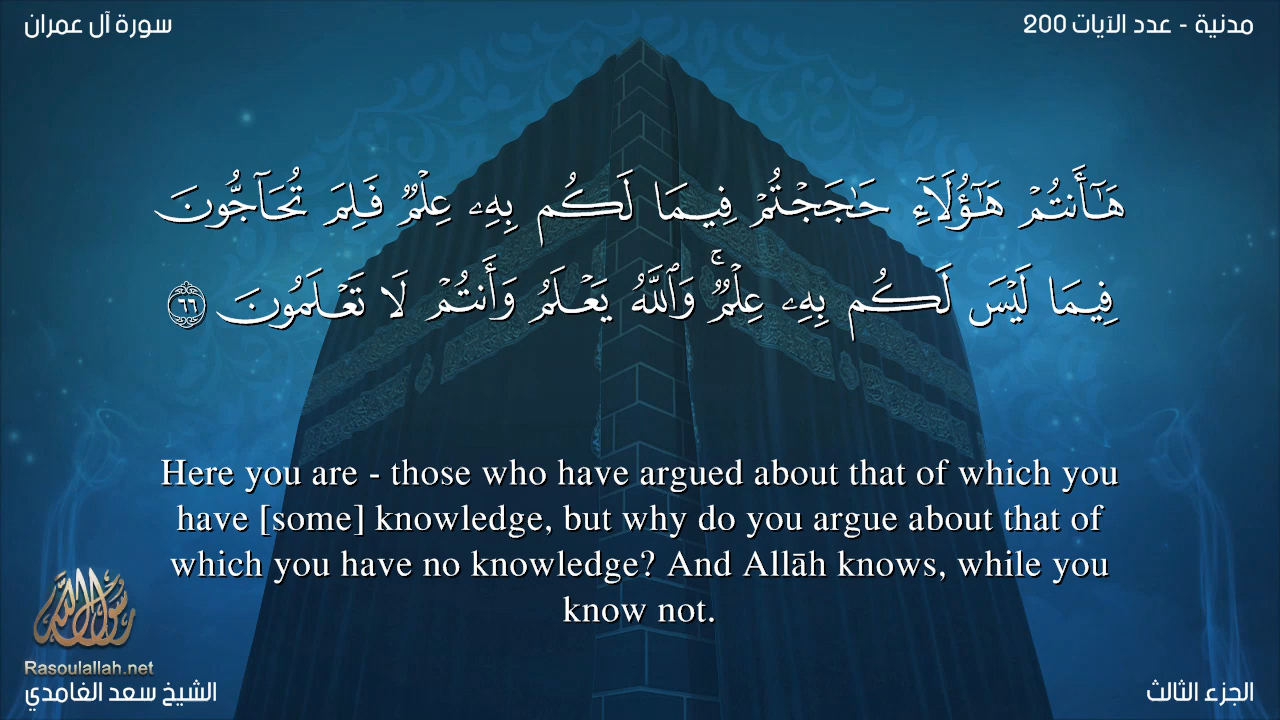 سورة آل عمران
مدنية - عدد الآيات 200
هَٰٓأَنتُمْ هَٰٓؤُلَآءِ حَٰجَجْتُمْ فِيمَا لَكُم بِهِۦ عِلْمٌ فَلِمَ تُحَآجُّونَ
فِيمَا لَيْسَ لَكُم بِهِۦ عِلْمٌ ۚ وَٱللَّهُ يَعْلَمُ وَأَنتُمْ لَا تَعْلَمُونَ ٦٦
Here you are - those who have argued about that of which you
have [some] knowledge, but why do you argue about that of
which you have no knowledge? And Allāh knows, while you
know not.
رسول الله
Rasoulallah.net
الشيخ سعد الغامدي
الجزء الثالث